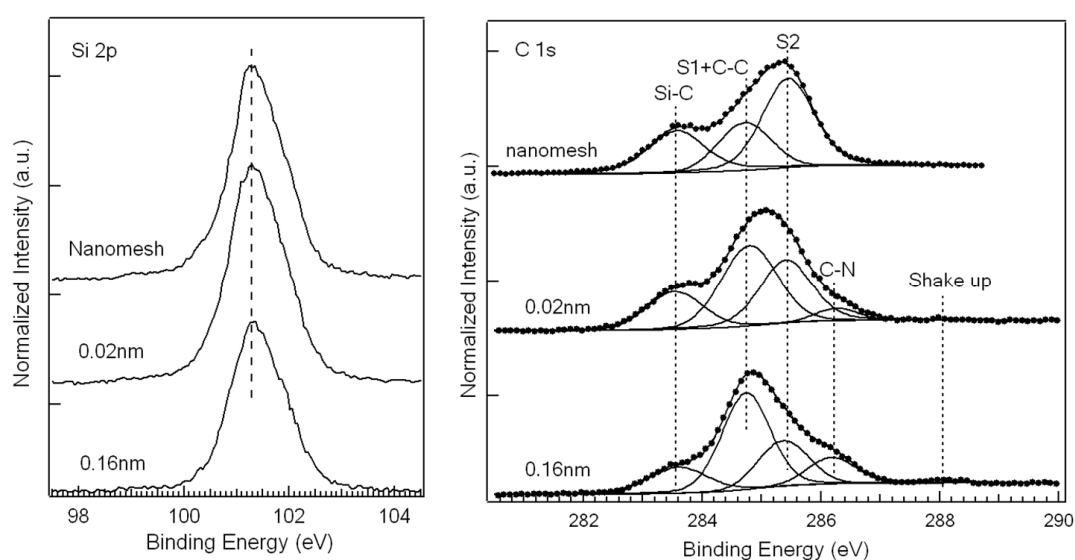 Si 2p
Nanomesh
0.02nm
0.16nm
98 100 102 104
Binding Energy (eV)
Normalized Intensity (a.u.)
C 1s
S2
S1+C-C
Si-C
nanomesh
C-N
Shake up
0.02nm
0.16nm
282 284 286 288 290
Binding Energy (eV)
Normalized Intensity (a.u.)